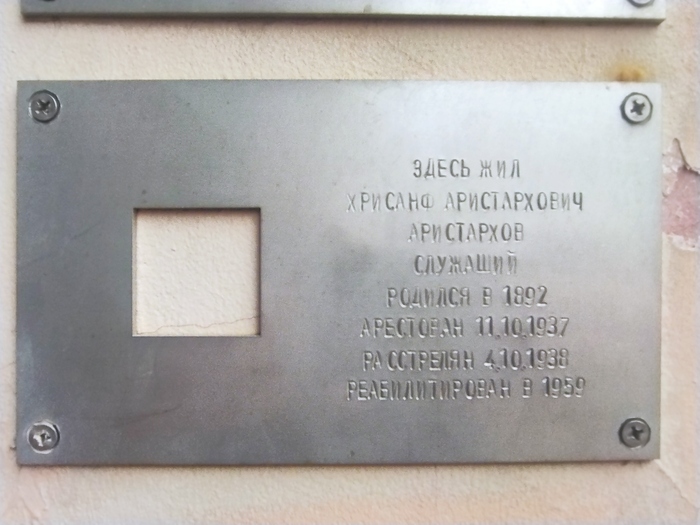 ЗДЕСЬ ЖИЛ
ХРИСАНФ АРИСТАРХОВИЧ
АРИСТАРХОВ
СЛУЖАЩИЙ
РОДИЛСЯ В 1892
АРЕСТОВАН 11.10.1937
РАССТРЕЛЯН 4.10.1938
РЕАБИЛИТИРОВАН В 1959